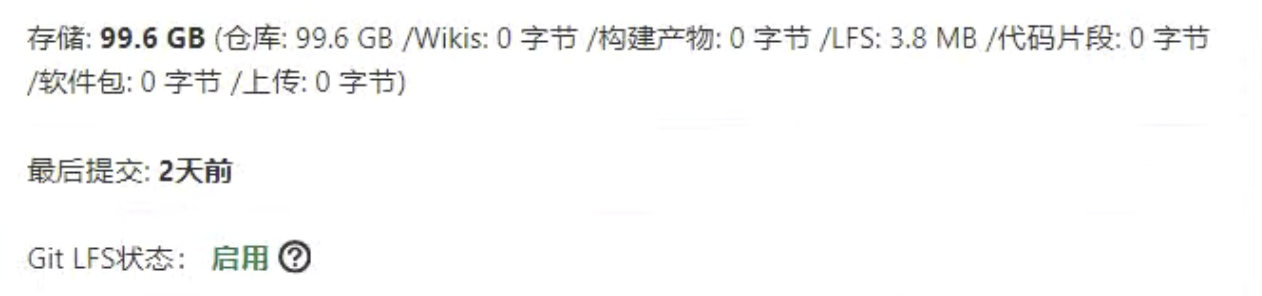 存储: 99.6 GB (仓库: 99.6 GB /Wikis: 0 字节 /构建产物: 0 字节 /LFS: 3.8 MB /代码片段: 0 字节
/软件包: 0 字节 /上传: 0 字节)
最后提交: 2天前
Git LFS状态： 启用 ?